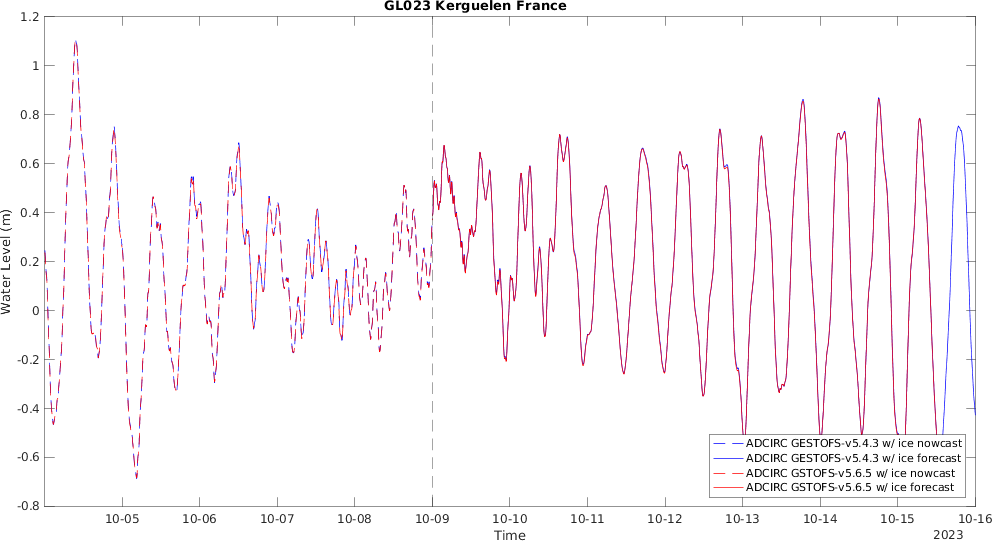 GL023 Kerguelen France
1.2
1
0.8
0.6
0.4
0.2
0
-0.2
-0.4
-0.6
-0.8
Water Level (m)
ADCIRC GESTOFS-v5.4.3 w/ ice nowcast
ADCIRC GESTOFS-v5.4.3 w/ ice forecast
ADCIRC GSTOFS-v5.6.5 w/ ice nowcast
ADCIRC GSTOFS-v5.6.5 w/ ice forecast
10-05 10-06 10-07 10-08 10-09 10-10 10-11 10-12 10-13 10-14 10-15 10-16
Time
2023